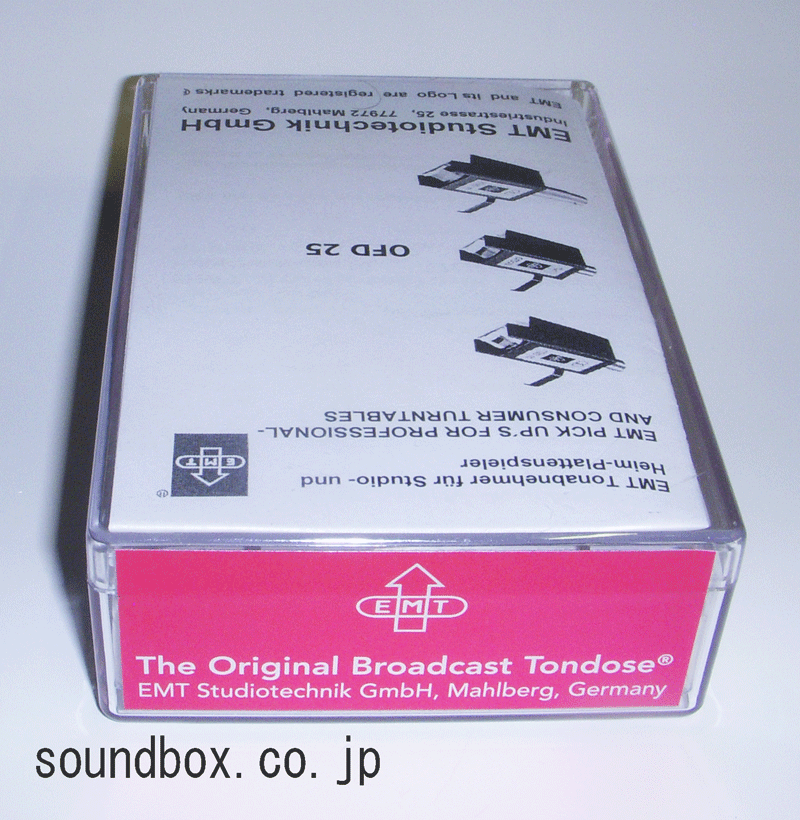 EMT Tonabnehmer für Studio - und
Heim-Plattenspieler
EMT PICK UP'S FOR PROFESSIONAL-
AND CONSUMER TURNTABLES
EMT
®
OFD 25
EMT Studiotechnik GmbH
Industriestrasse 25, 77972 Mahlberg, Germany
EMT and its Logo are registered trademarks
EMT
The Original Broadcast Tondose®
EMT Studiotechnik GmbH, Mahlberg, Germany
soundbox.co.jp